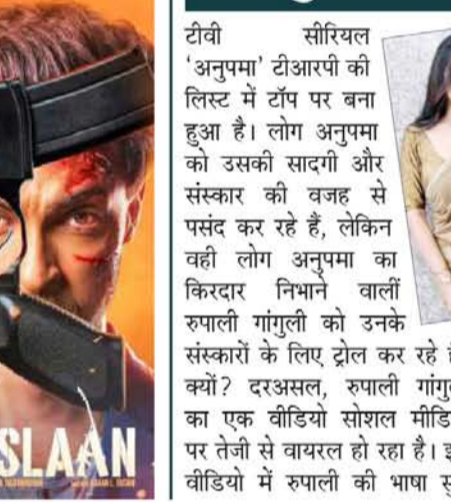 टीवी सीरियल
‘अनुपमा’ टीआरपी की
लिस्ट में टॉप पर बना
हुआ है। लोग अनुपमा
को उसकी सादगी और
संस्कार की वजह से
पसंद कर रहे हैं, लेकिन
वही लोग अनुपमा का
किरदार निभाने वालीं
रुपाली गांगुली को उनके
संस्कारों के लिए ट्रोल कर रहे
क्यों? दरअसल, रुपाली
का एक वीडियो सोशल
पर तेजी से वायरल हो रहा है।
वीडियो में रुपाली की भाषा
SLAAN